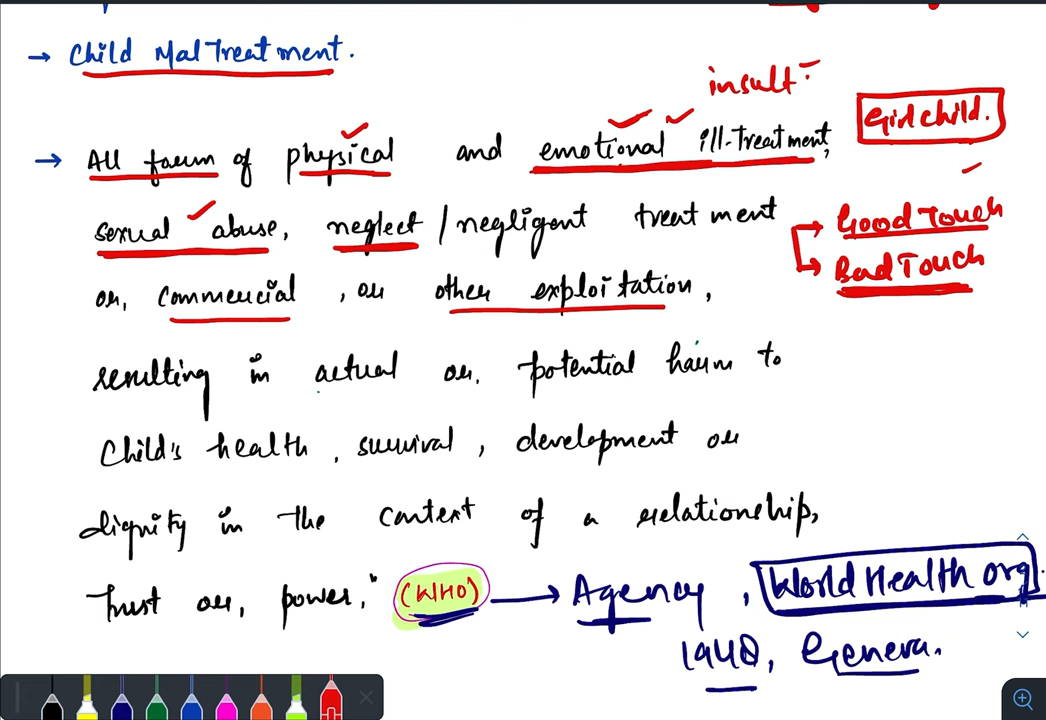 → Child Mal Treatment.
insult -
Girl child.
→ All form of physical and emotional ill-treatment,
sexual abuse, neglect / negligent treatment
→ Good Touch
→ Bad Touch
or, commercial, or other exploitation,
resulting in actual or, potential harm to
Child's health, survival, development or
dignity in the context of a relationship,
trust or, power," (WHO) → Agency, World Health Org.
1948, Geneva.